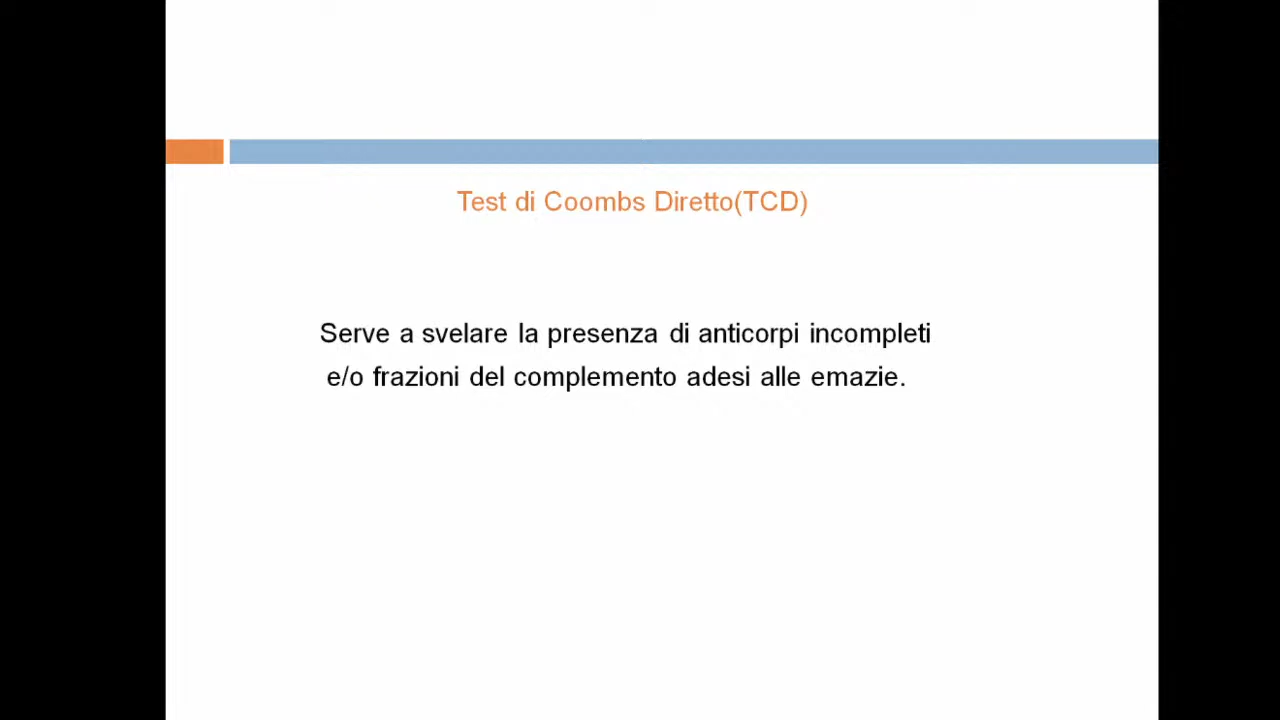 Test di Coombs Diretto(TCD)
Serve a svelare la presenza di anticorpi incompleti
e/o frazioni del complemento adesi alle emazie.